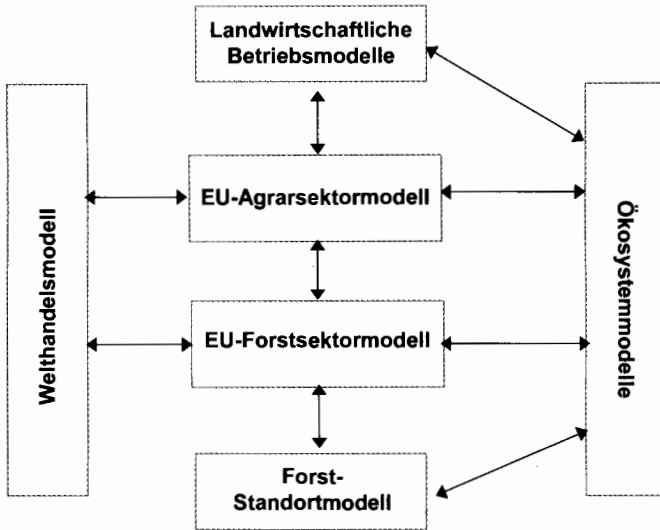 Landwirtschaftliche
Betriebsmodelle
Welthandelsmodell
EU-Agrarsektormodell
Ökosystemmodelle
EU-Forstsektormodell
Forst-
Standortmodell